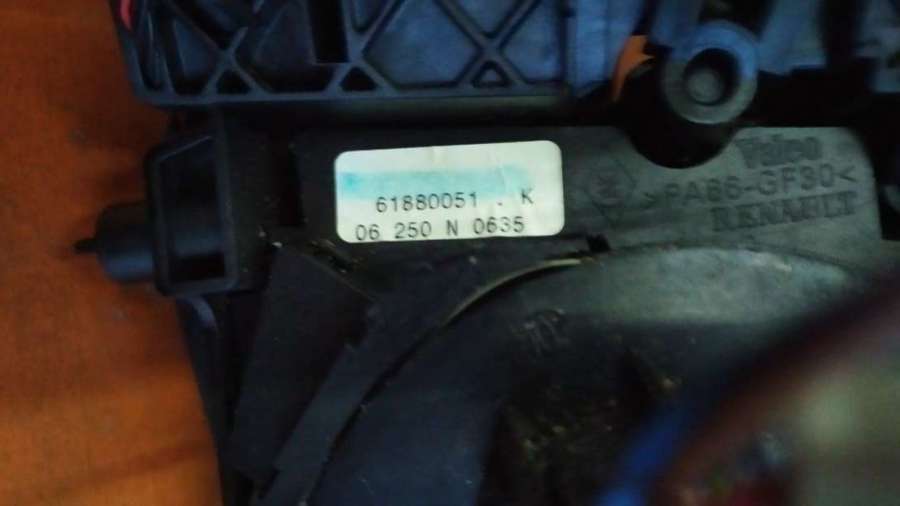 61880051 . K
06 250 N 0635
Valeo
>PA66-GF30<
RENAULT